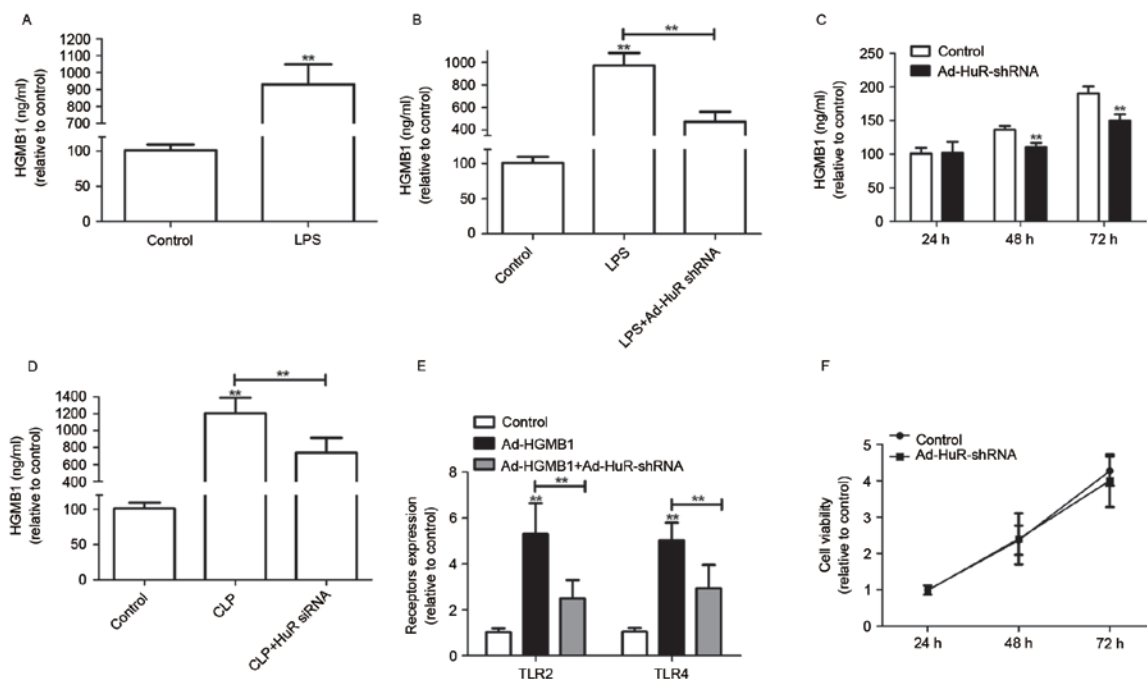 A
HGMB1 (ng/ml)
(relative to control)
1200
1100
1000
900
800
700
100
50
0
**
Control
LPS
B
HGMB1 (ng/ml)
(relative to control)
1000
800
600
400
100
50
0
**
**
Control
LPS
LPS+Ad-HuR shRNA
C
Control
Ad-HuR-shRNA
HGMB1 (ng/ml)
(relative to control)
250
200
150
100
50
0
**
**
24 h
48 h
72 h
D
HGMB1 (ng/ml)
(relative to control)
1400
1200
1000
800
600
400
100
50
0
**
**
Control
CLP
CLP+HuR siRNA
E
Control
Ad-HGMB1
Ad-HGMB1+Ad-HuR-shRNA
Receptors expression
(relative to control)
8
6
4
2
0
**
**
**
**
TLR2
TLR4
F
Control
Ad-HuR-shRNA
Cell viability
(relative to control)
5
4
3
2
1
0
24 h
48 h
72 h